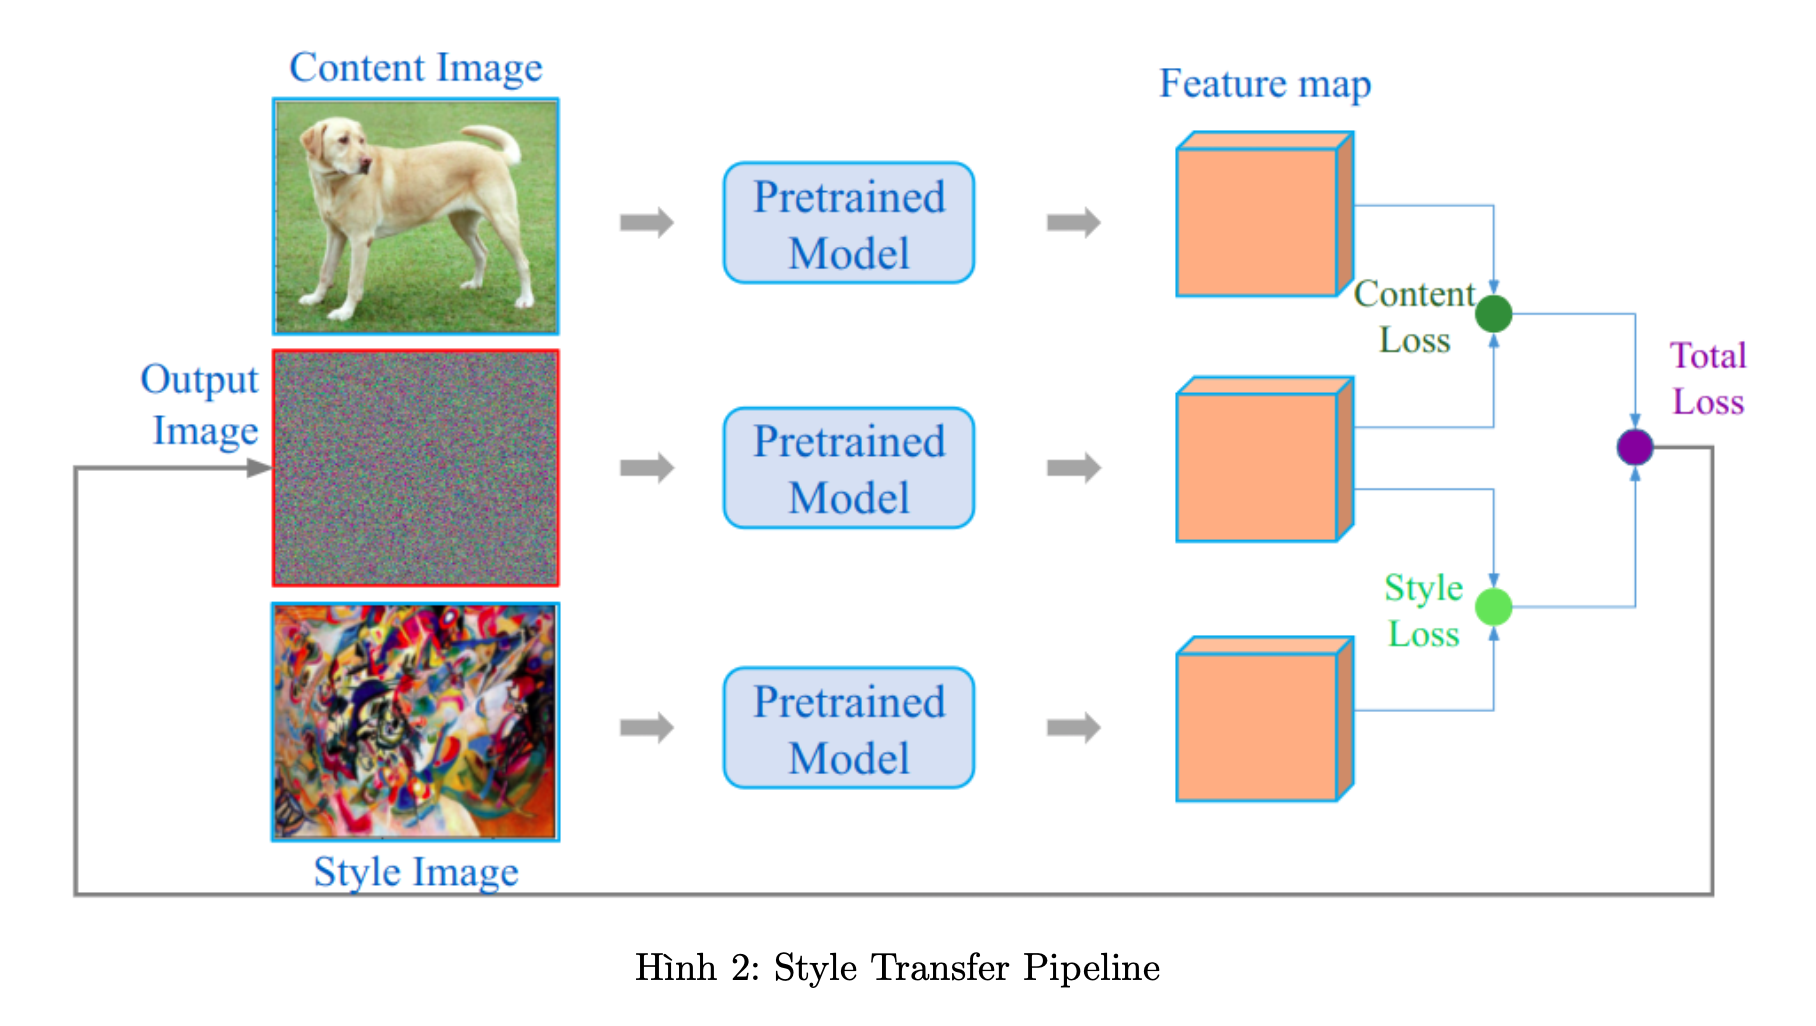 Content Image
Feature map
Pretrained
Model
Content
Loss
Output
Image
Total
Loss
Pretrained
Model
Style
Loss
Pretrained
Model
Style Image
Hình 2: Style Transfer Pipeline